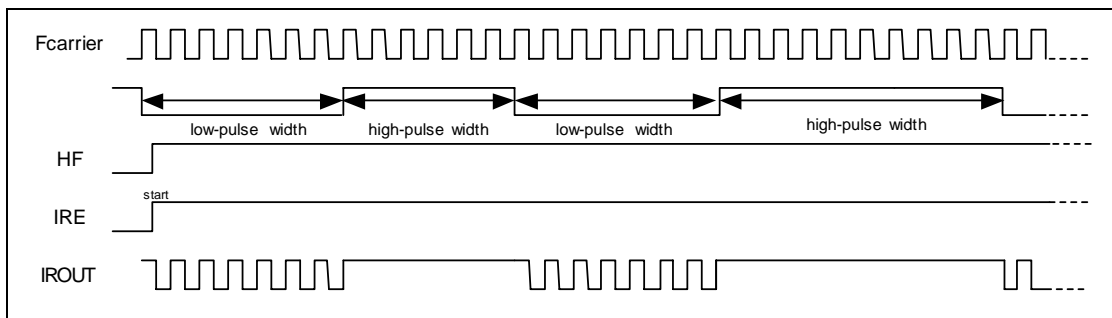 Fcarrier
low-pulse width
high-pulse width
low-pulse width
high-pulse width
HF
start
IRE
IROUT